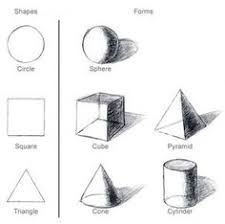 Shapes Forms
Circle Sphere
Square Cube Pyramid
Triangle Cone Cylinder